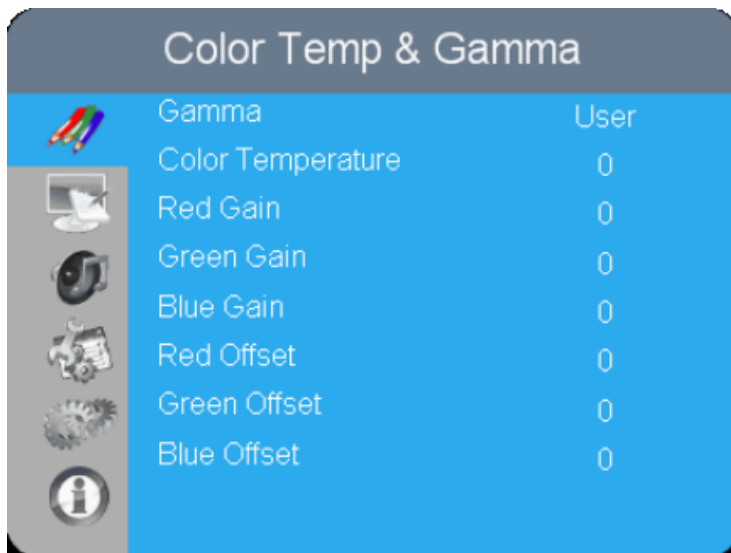 Color Temp & Gamma
Gamma User
Color Temperature 0
Red Gain 0
Green Gain 0
Blue Gain 0
Red Offset 0
Green Offset 0
Blue Offset 0